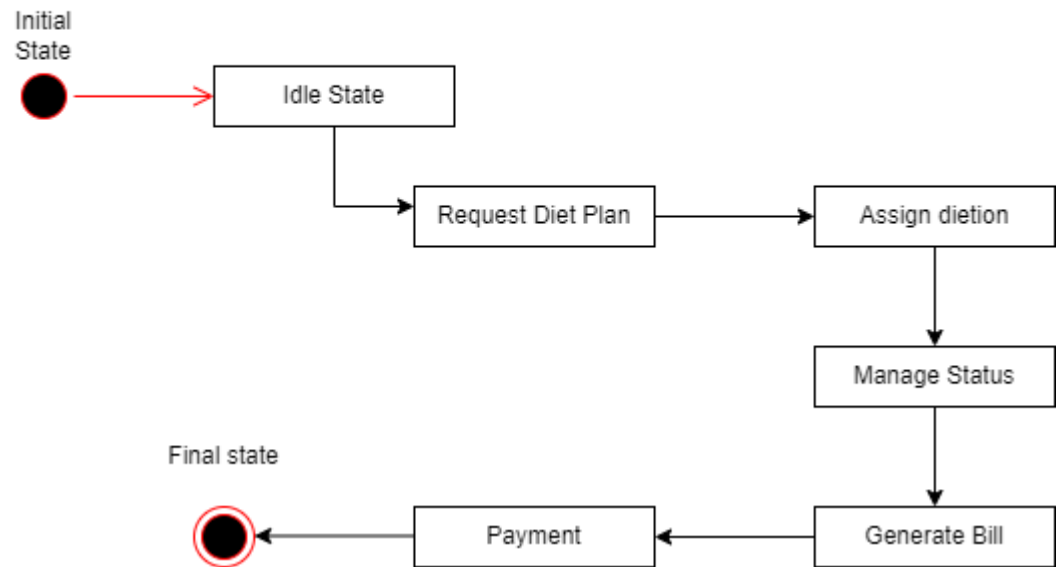 Initial
State
Idle State
Request Diet Plan
Assign dietion
Manage Status
Final state
Payment
Generate Bill